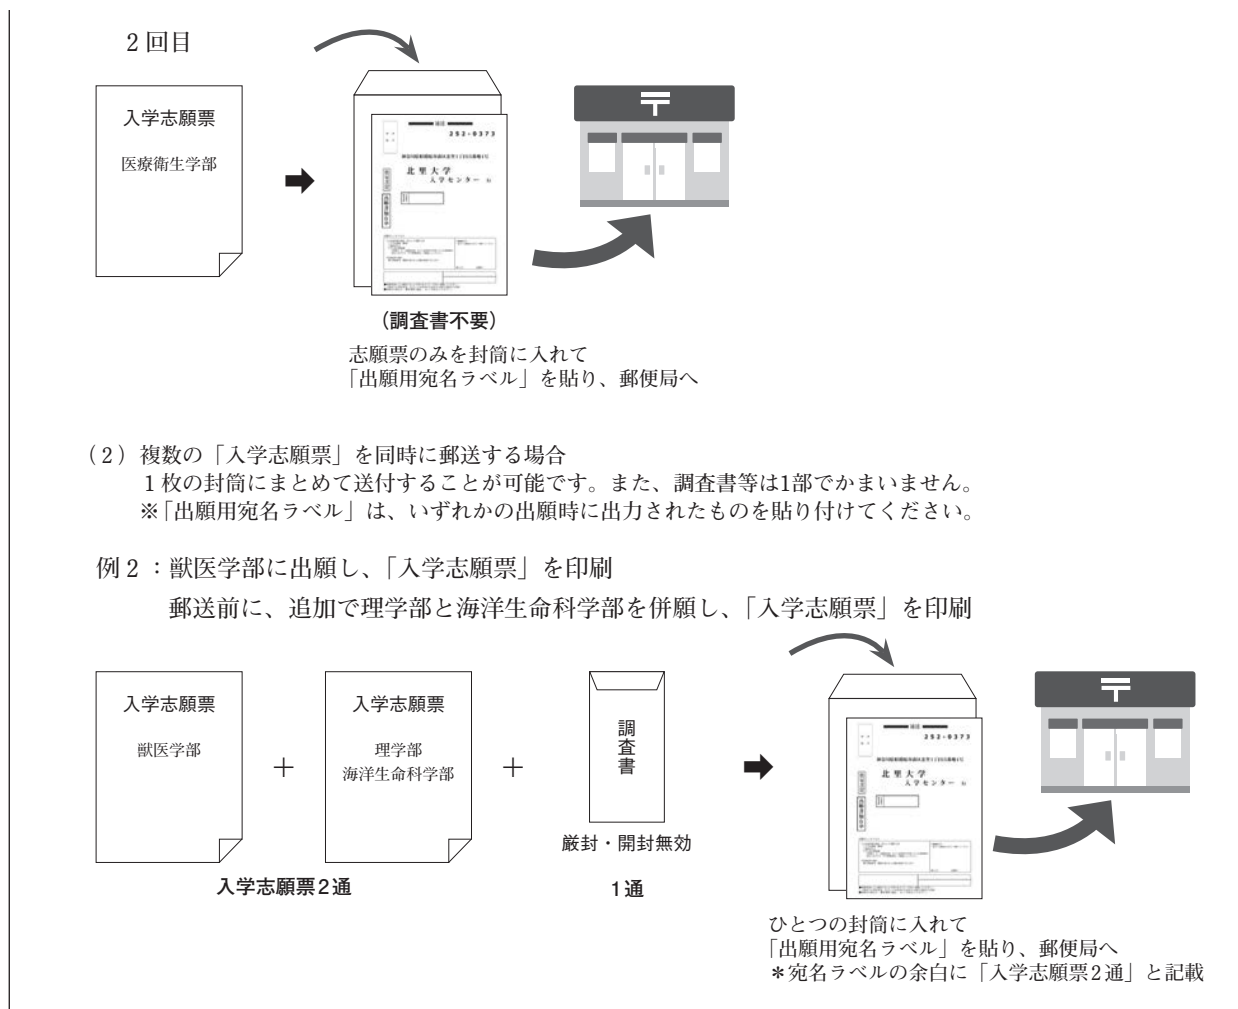 2回目
入学志願票
医療衛生学部
252-0373
北里大学
入学センター
(調査書不要)
志願票のみを封筒に入れて
「出願用宛名ラベル」を貼り、郵便局へ
(2)複数の「入学志願票」を同時に郵送する場合
1枚の封筒にまとめて送付することが可能です。また、調査書等は1部でかまいません。
※「出願用宛名ラベル」は、いずれかの出願時に出力されたものを貼り付けてください。
例2：獣医学部に出願し、「入学志願票」を印刷
郵送前に、追加で理学部と海洋生命科学部を併願し、「入学志願票」を印刷
入学志願票
獣医学部
+
入学志願票
理学部
海洋生命科学部
+
調査書
厳封・開封無効
入学志願票2通
1通
252-0373
北里大学
入学センター
ひとつの封筒に入れて
「出願用宛名ラベル」を貼り、郵便局へ
＊宛名ラベルの余白に「入学志願票2通」と記載